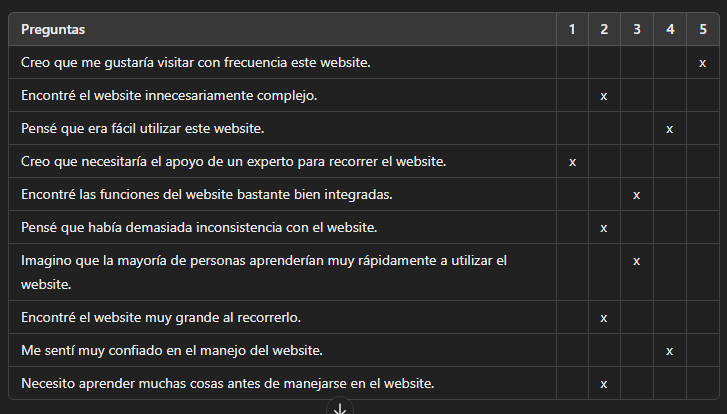 Preguntas 1 2 3 4 5
Creo que me gustaría visitar con frecuencia este website. x
Encontré el website innecesariamente complejo. x
Pensé que era fácil utilizar este website. x
Creo que necesitaría el apoyo de un experto para recorrer el website. x
Encontré las funciones del website bastante bien integradas. x
Pensé que había demasiada inconsistencia con el website. x
Imagino que la mayoría de personas aprenderían muy rápidamente a utilizar el x
website.
Encontré el website muy grande al recorrerlo. x
Me sentí muy confiado en el manejo del website. x
Necesito aprender muchas cosas antes de manejarse en el website. x